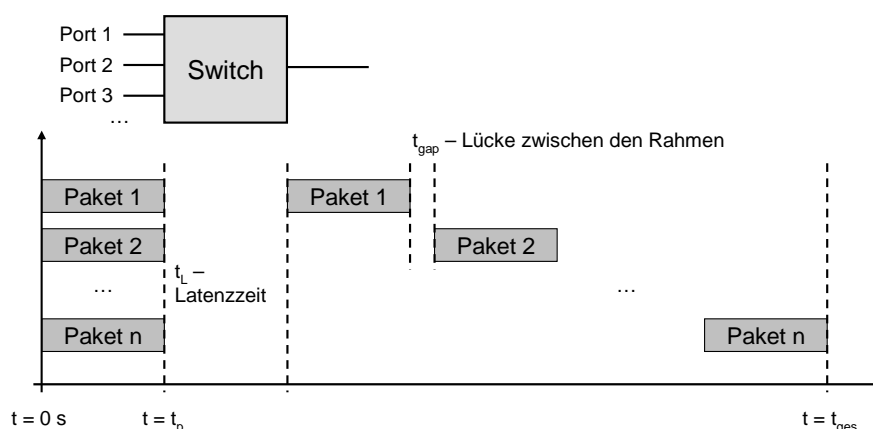 Port 1
Port 2
Port 3
…
Switch
t_gap – Lücke zwischen den Rahmen
Paket 1
Paket 1
Paket 2
Paket 2
t_L –
Latenzzeit
…
…
Paket n
Paket n
t = 0 s
t = t_p
t = t_ges